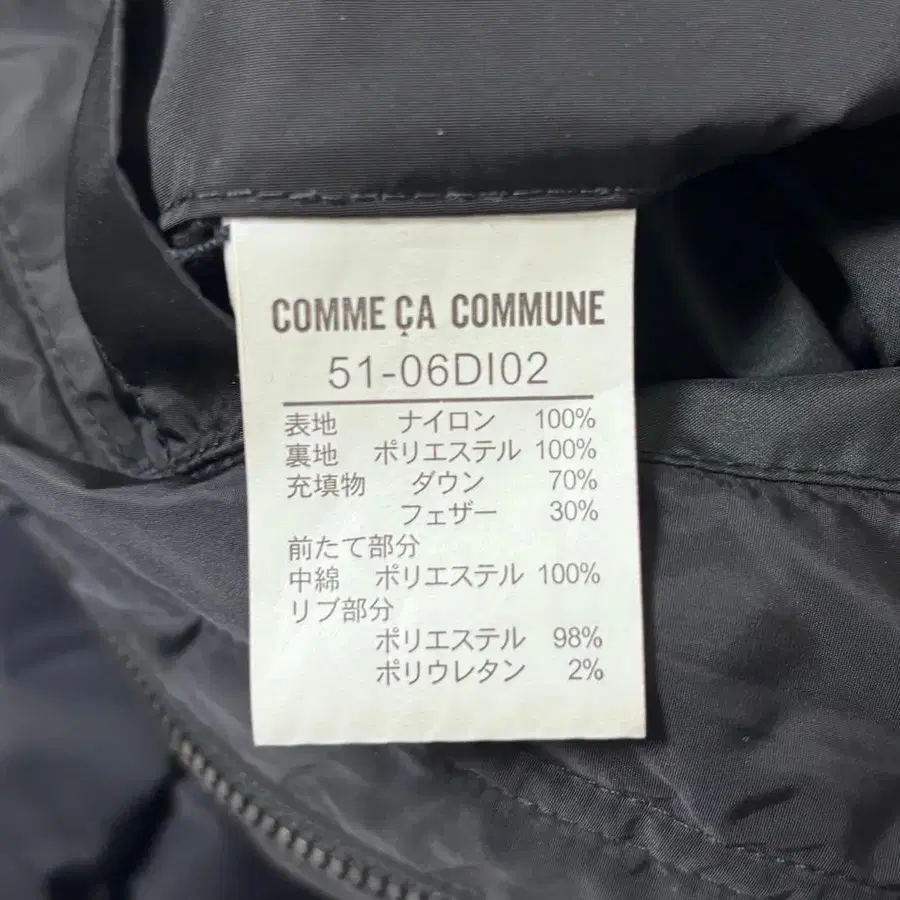 COMME ÇA COMMUNE
51-06DI02
表地 ナイロン 100%
裏地 ポリエステル 100%
充填物 ダウン 70%
フェザー 30%
前たて部分
中綿 ポリエステル 100%
リブ部分
ポリエステル 98%
ポリウレタン 2%